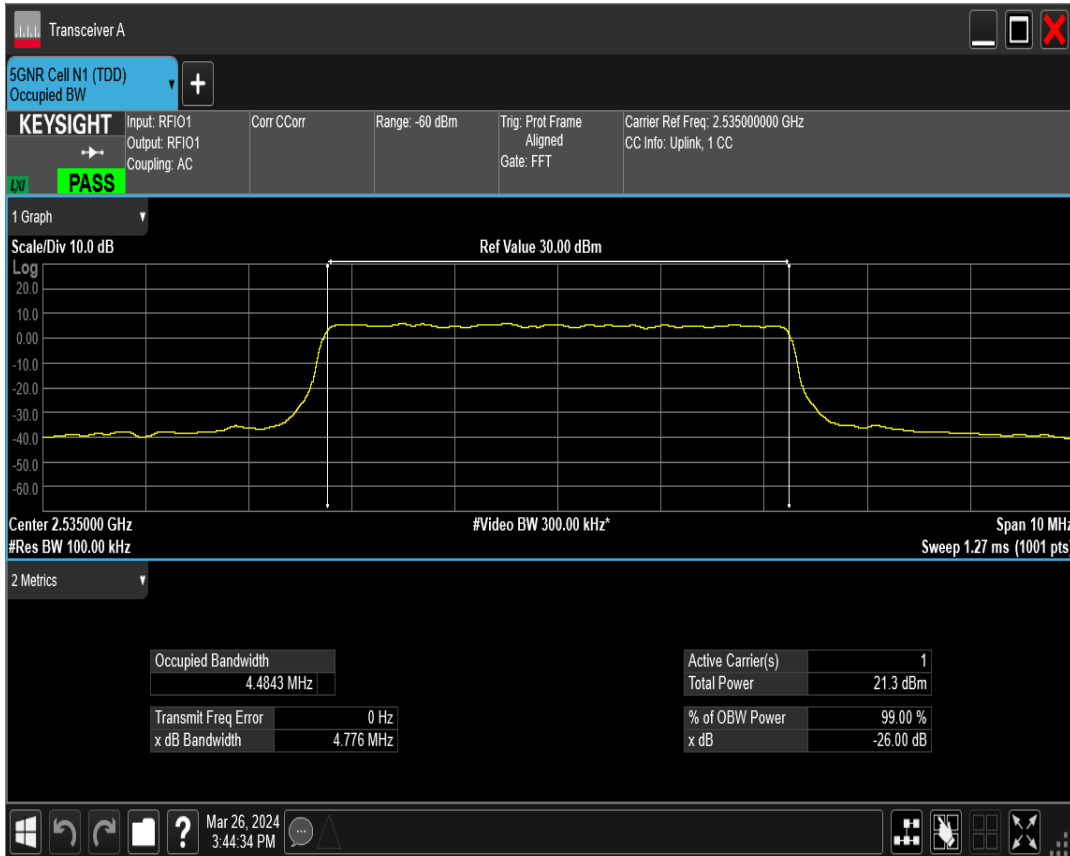 Transceiver A
5GNR Cell N1 (TDD)
Occupied BW
+
KEYSIGHT
LXI
PASS
Input: RFIO1
Output: RFIO1
Coupling: AC
Corr CCorr
Range: -60 dBm
Trig: Prot Frame
Aligned
Gate: FFT
Carrier Ref Freq: 2.535000000 GHz
CC Info: Uplink, 1 CC
1 Graph
Scale/Div 10.0 dB
Ref Value 30.00 dBm
Log
20.0
10.0
0.00
-10.0
-20.0
-30.0
-40.0
-50.0
-60.0
Center 2.535000 GHz
#Video BW 300.00 kHz*
Span 10 MHz
#Res BW 100.00 kHz
Sweep 1.27 ms (1001 pts)
2 Metrics
Occupied Bandwidth
4.4843 MHz
Transmit Freq Error 0 Hz
x dB Bandwidth 4.776 MHz
Active Carrier(s) 1
Total Power 21.3 dBm
% of OBW Power 99.00 %
x dB -26.00 dB
?
Mar 26, 2024
3:44:34 PM